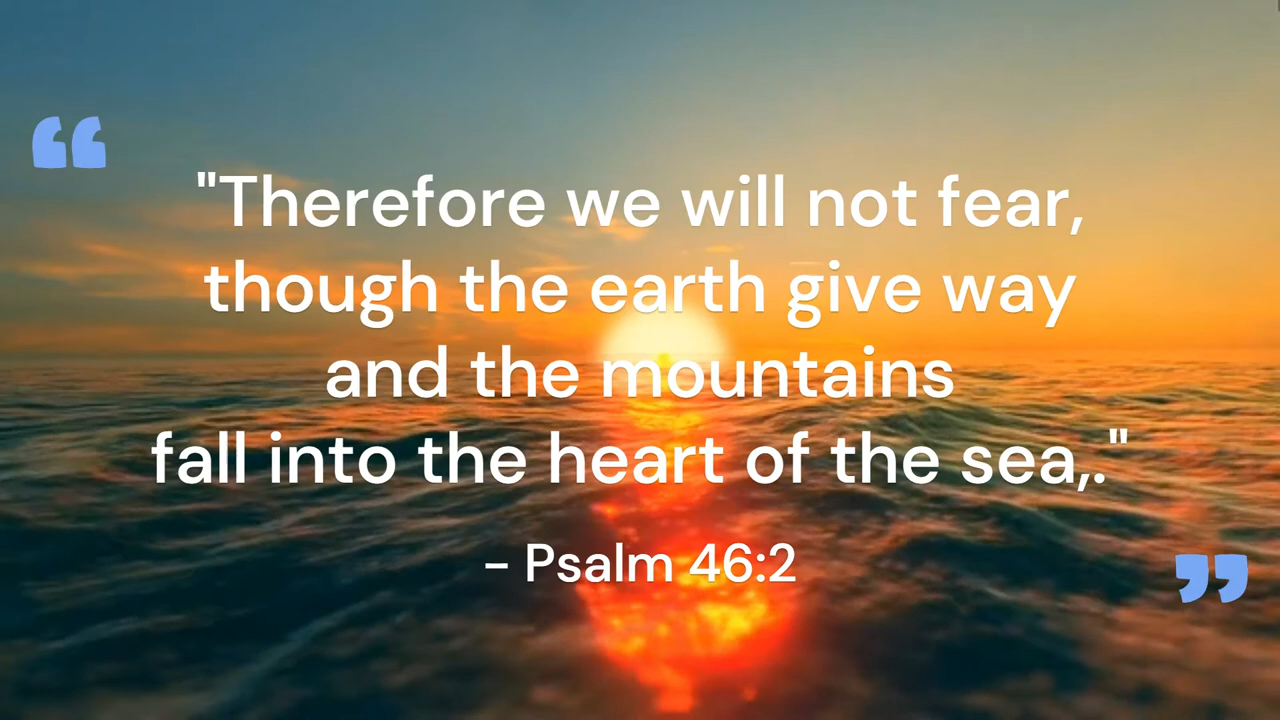 "Therefore we will not fear,
though the earth give way
and the mountains
fall into the heart of the sea,."
– Psalm 46:2